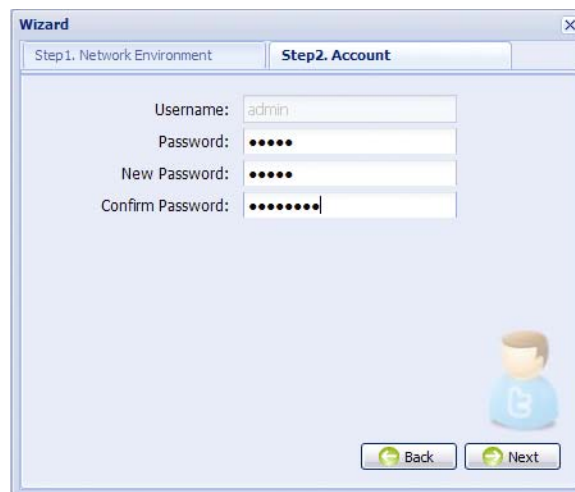 Wizard
Step1. Network Environment
Step2. Account
Username: admin
Password: •••••
New Password: •••••
Confirm Password: ••••••••
Back
Next